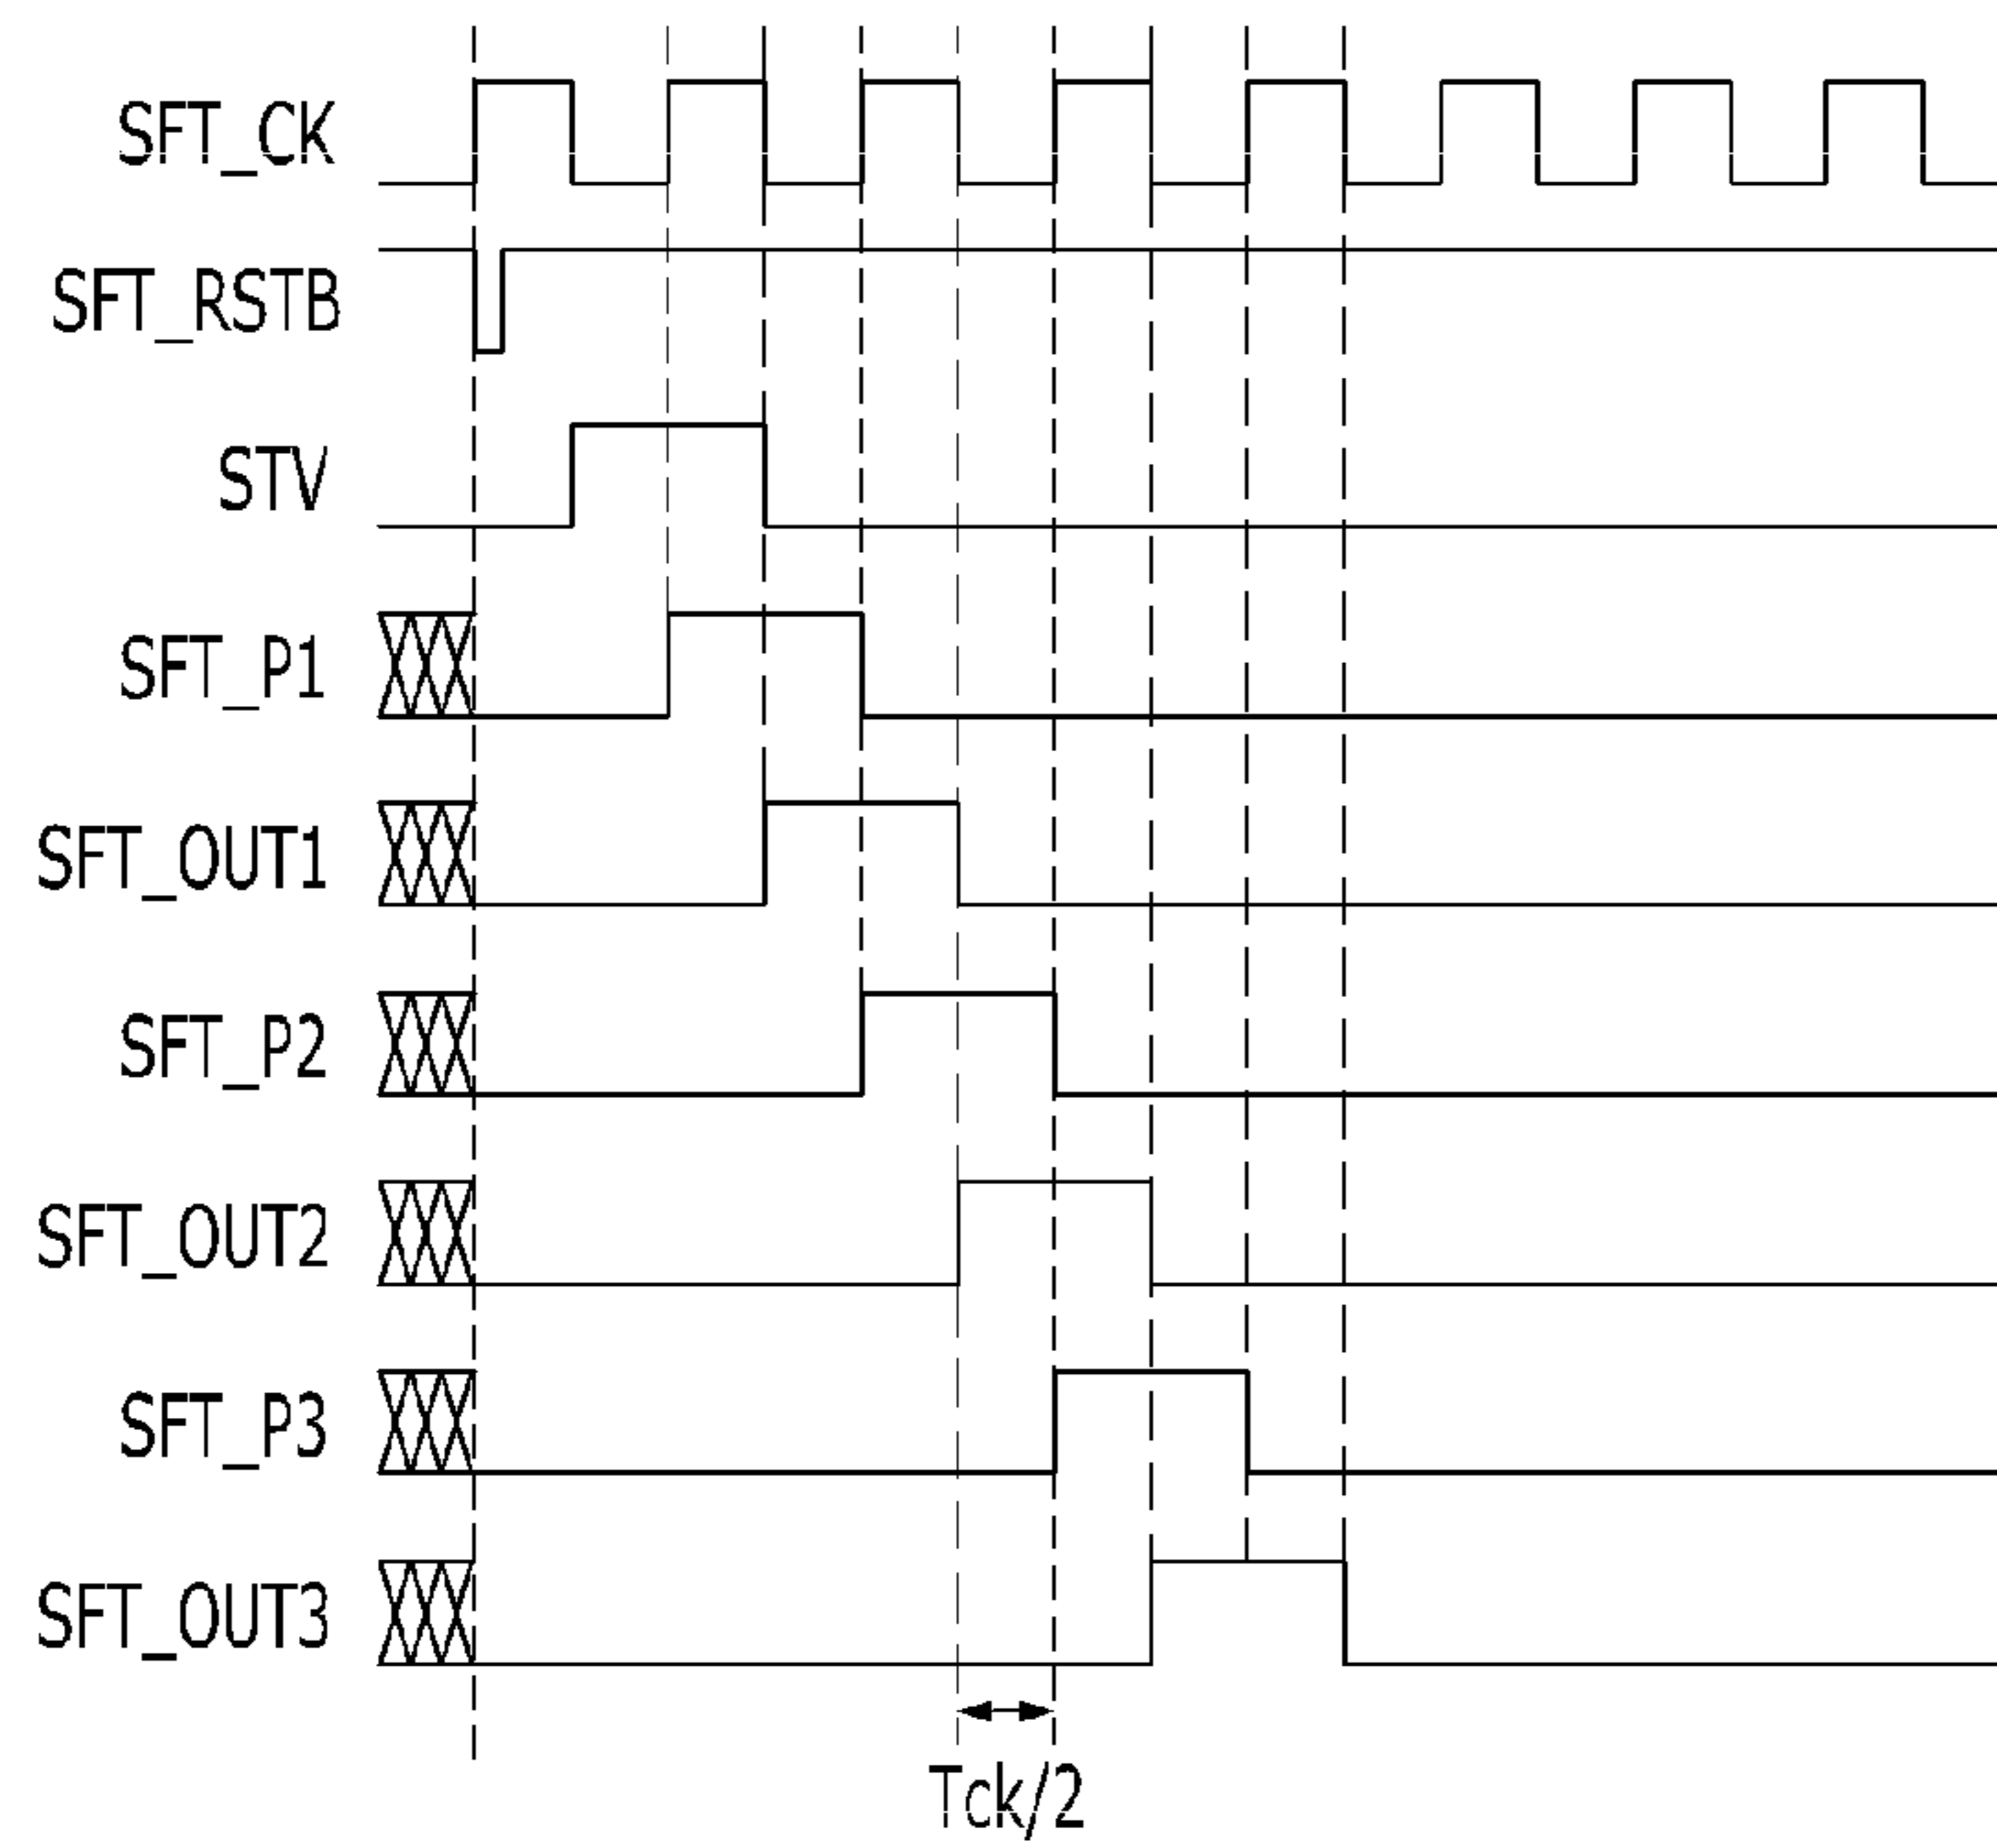 SFT_CK
SFT_RSTB
STV
SFT_P1
SFT_OUT1
SFT_P2
SFT_OUT2
SFT_P3
SFT_OUT3
Tck/2